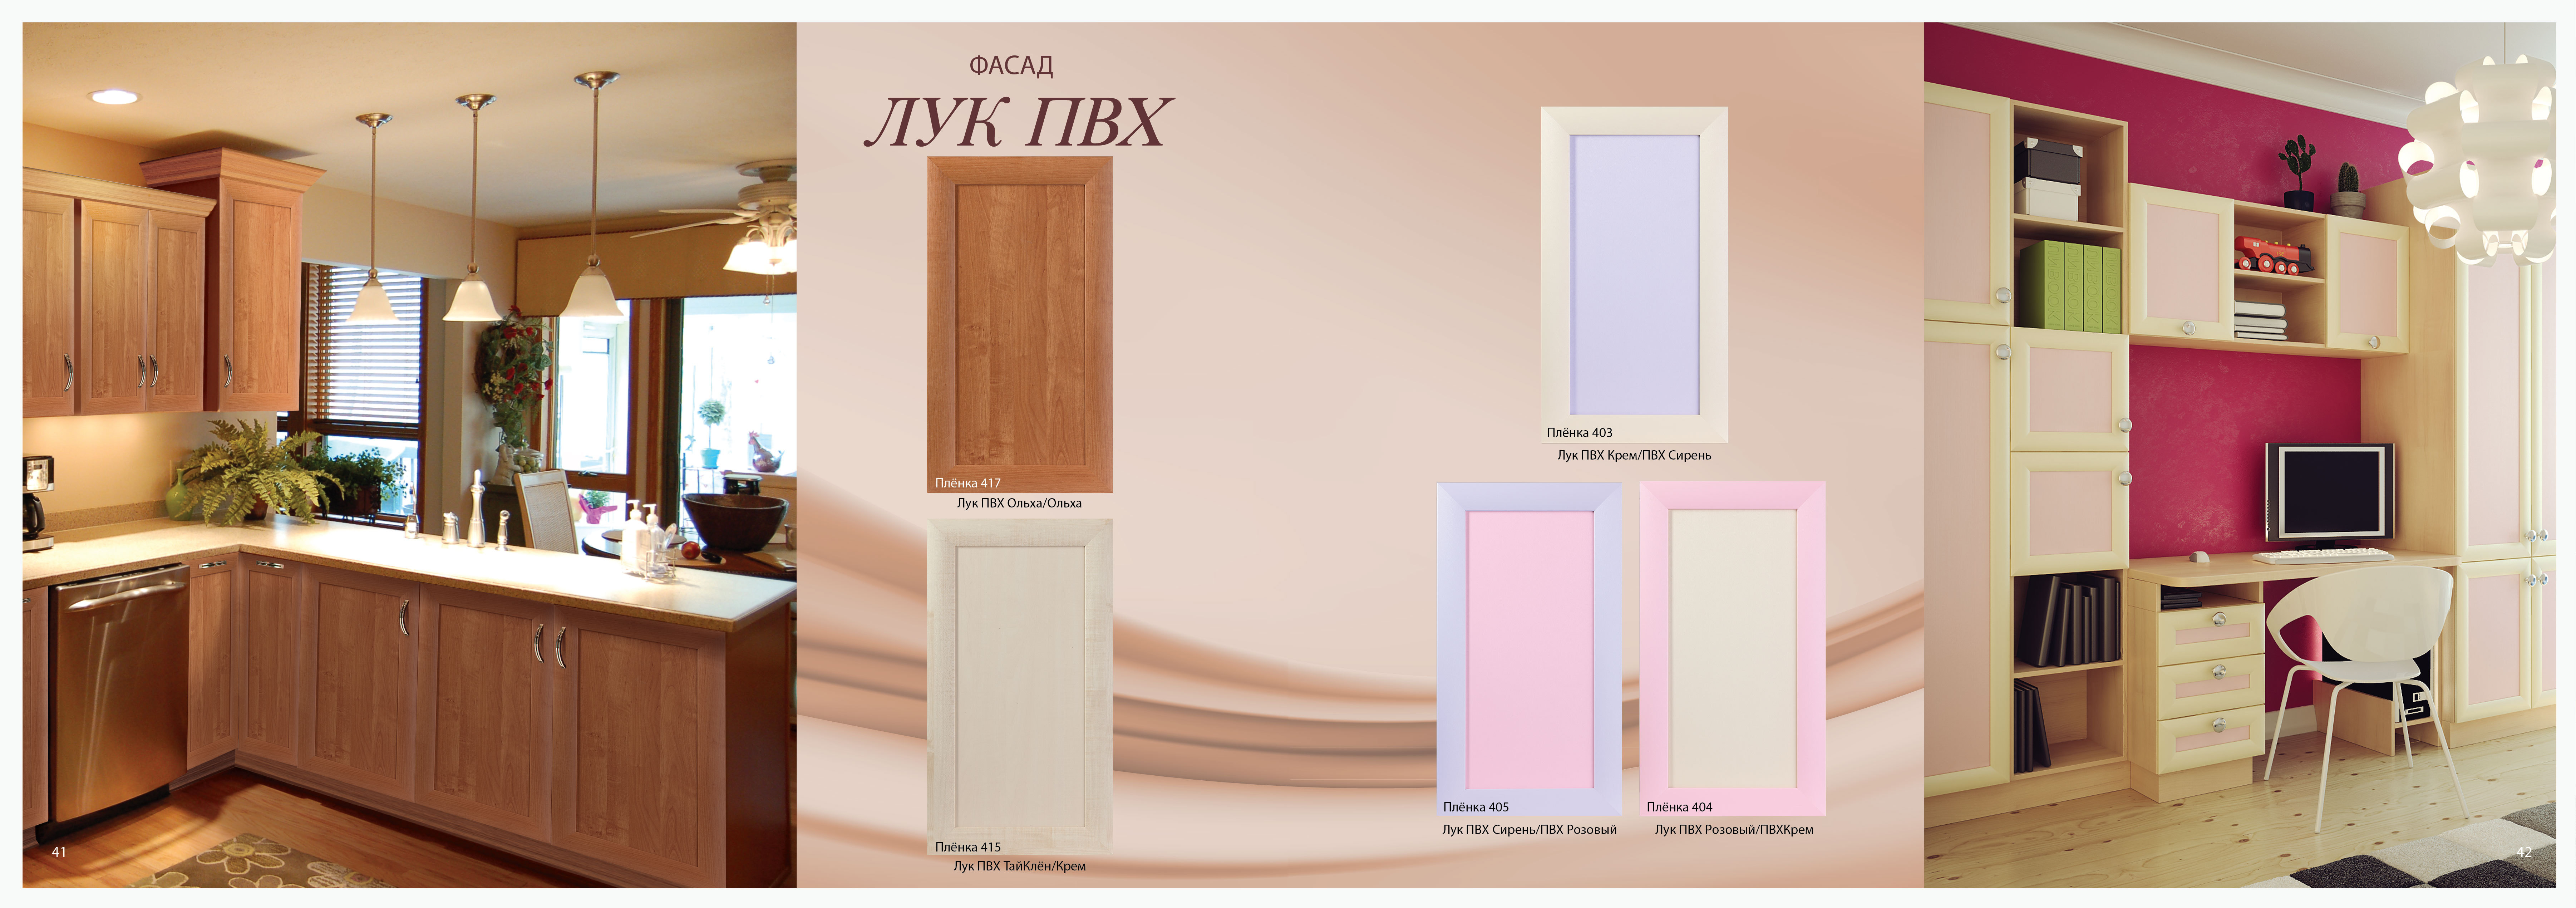 ФАСАД
ЛУК ПВХ
Плёнка 417
Лук ПВХ Ольха/Ольха
Плёнка 415
Лук ПВХ ТайКлён/Крем
Плёнка 403
Лук ПВХ Крем/ПВХ Сирень
Плёнка 405
Лук ПВХ Сирень/ПВХ Розовый
Плёнка 404
Лук ПВХ Розовый/ПВХКрем
41
42